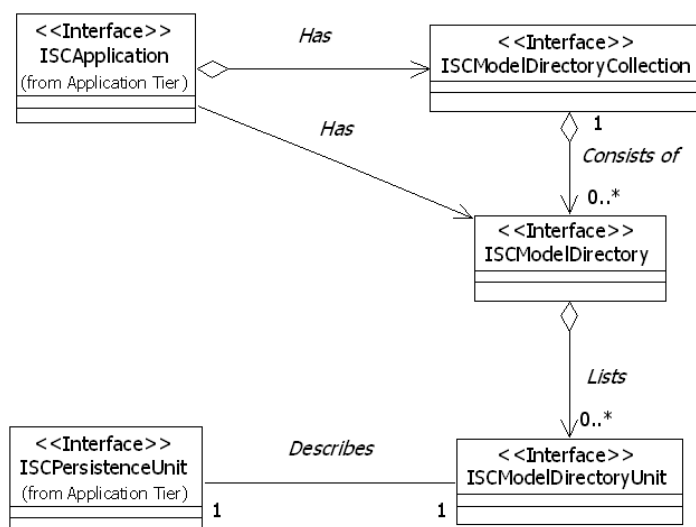 <<Interface>>
ISCApplication
(from Application Tier)
Has
<<Interface>>
ISCModelDirectoryCollection
1
Has
Consists of
0..*
<<Interface>>
ISCModelDirectory
Lists
0..*
<<Interface>>
ISCPersistenceUnit
(from Application Tier)
1
Describes
1
<<Interface>>
ISCModelDirectoryUnit